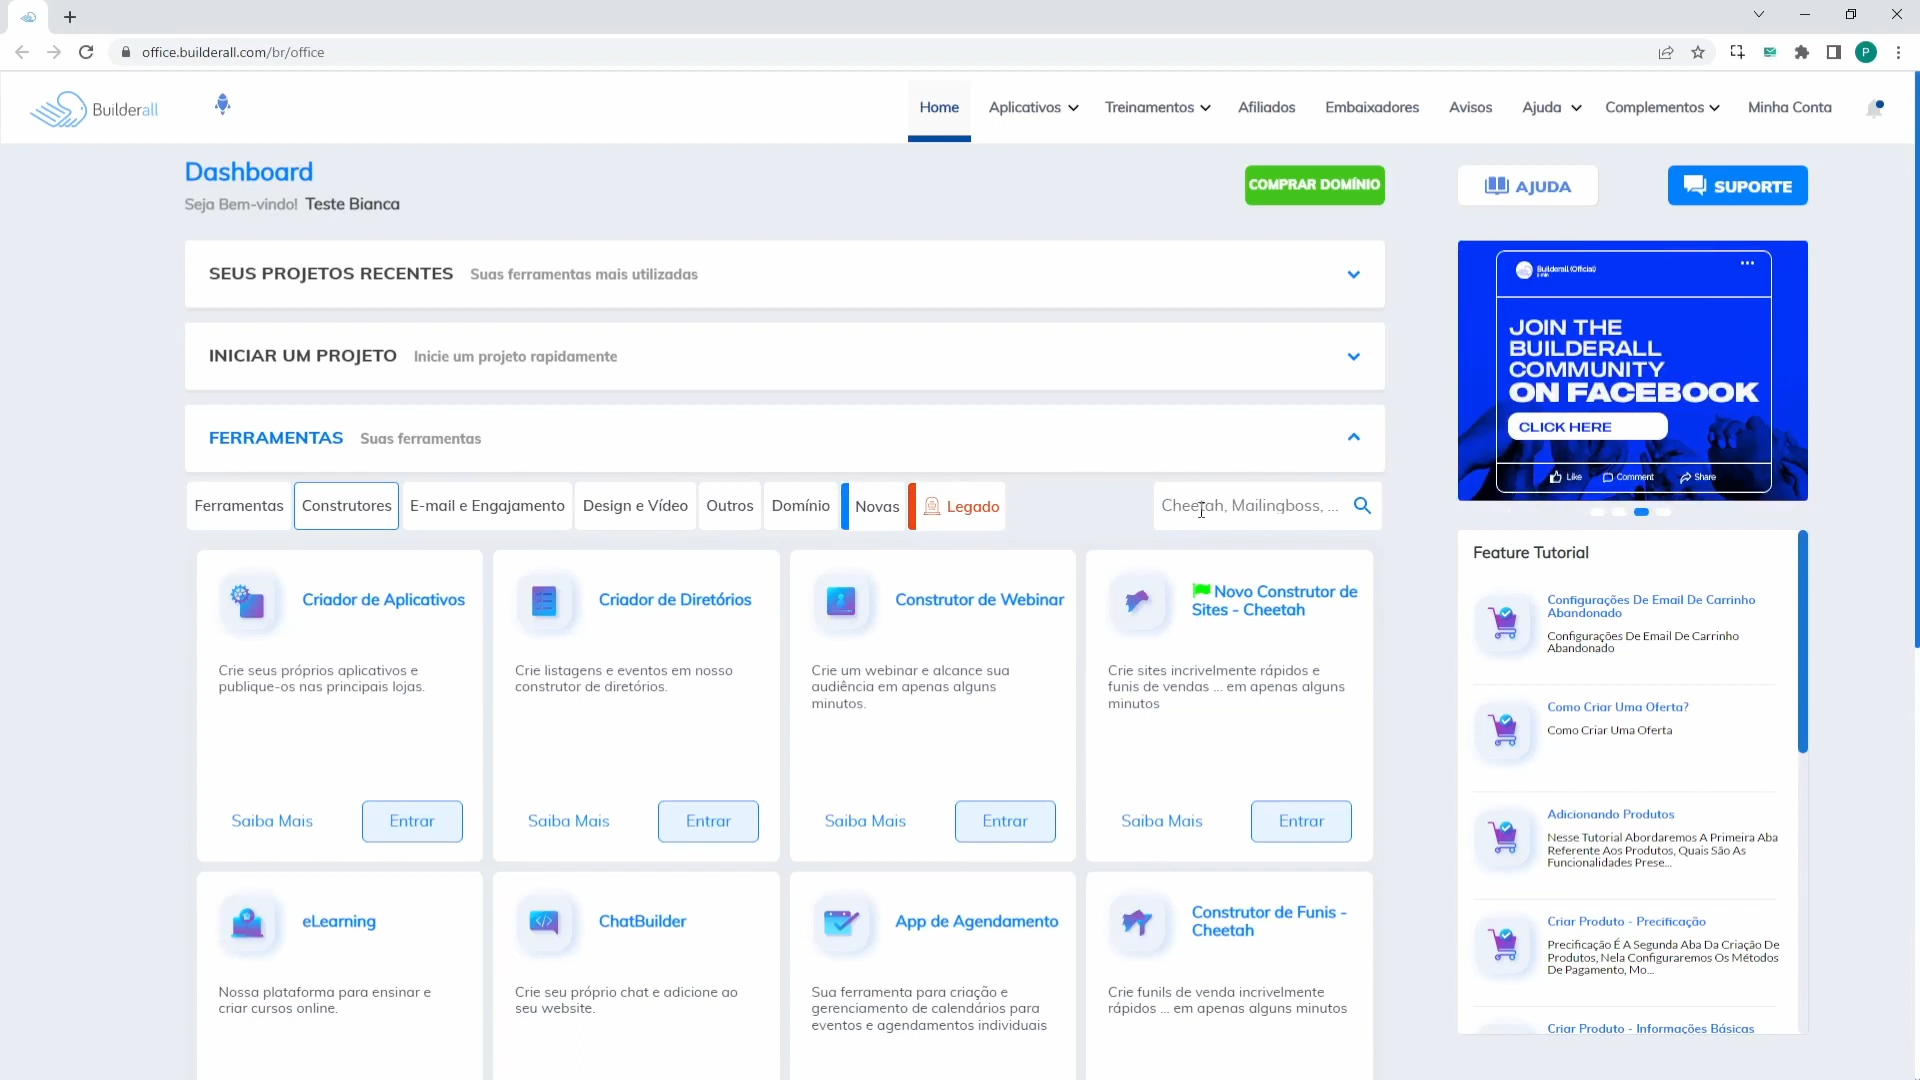 office.builderall.com/br/office
P
Builderall
Home
Aplicativos
Treinamentos
Afiliados
Embaixadores
Avisos
Ajuda
Complementos
Minha Conta
Dashboard
Seja Bem-vindo! Teste Bianca
COMPRAR DOMÍNIO
AJUDA
SUPORTE
SEUS PROJETOS RECENTES Suas ferramentas mais utilizadas
INICIAR UM PROJETO Inicie um projeto rapidamente
FERRAMENTAS Suas ferramentas
Ferramentas
Construtores
E-mail e Engajamento
Design e Vídeo
Outros
Domínio
Novas
Legado
Cheetah, Mailingboss, ...
Criador de Aplicativos
Crie seus próprios aplicativos e
publique-os nas principais lojas.
Saiba Mais
Entrar
Criador de Diretórios
Crie listagens e eventos em nosso
construtor de diretórios.
Saiba Mais
Entrar
Construtor de Webinar
Crie um webinar e alcance sua
audiência em apenas alguns
minutos.
Saiba Mais
Entrar
Novo Construtor de
Sites - Cheetah
Crie sites incrivelmente rápidos e
funis de vendas ... em apenas alguns
minutos
Saiba Mais
Entrar
eLearning
Nossa plataforma para ensinar e
criar cursos online.
ChatBuilder
Crie seu próprio chat e adicione ao
seu website.
App de Agendamento
Sua ferramenta para criação e
gerenciamento de calendários para
eventos e agendamentos individuais
Construtor de Funis -
Cheetah
Crie funils de venda incrivelmente
rápidos ... em apenas alguns minutos
Builderall (Official)
JOIN THE
BUILDERALL
COMMUNITY
ON FACEBOOK
CLICK HERE
Like
Comment
Share
Feature Tutorial
Configurações De Email De Carrinho
Abandonado
Configurações De Email De Carrinho
Abandonado
Como Criar Uma Oferta?
Como Criar Uma Oferta
Adicionando Produtos
Nesse Tutorial Abordaremos A Primeira Aba
Referente Aos Produtos, Quais São As
Funcionalidades Prese...
Criar Produto - Precificação
Precificação É A Segunda Aba Da Criação De
Produtos, Nela Configuraremos Os Métodos
De Pagamento, Mo...
Criar Produto - Informações Básicas